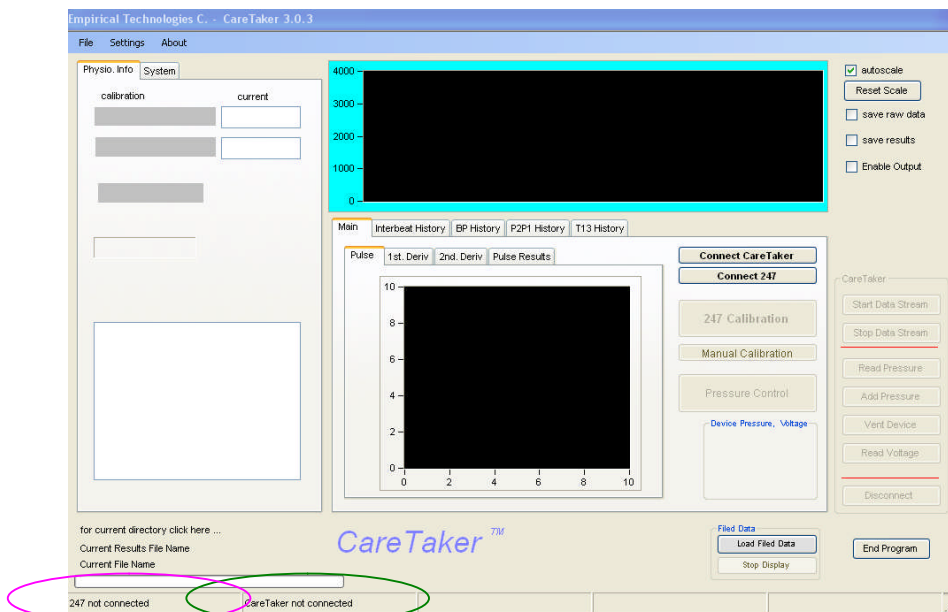 Empirical Technologies C. - CareTaker 3.0.3
File Settings About
Physio. Info System
calibration current
4000
3000
2000
1000
0
autoscale
Reset Scale
save raw data
save results
Enable Output
Main Interbeat History BP History P2P1 History T13 History
Pulse 1st. Deriv 2nd. Deriv Pulse Results
10
8
6
4
2
0
0 2 4 6 8 10
Connect CareTaker
Connect 247
247 Calibration
Manual Calibration
Pressure Control
Device Pressure, Voltage
CareTaker
Start Data Stream
Stop Data Stream
Read Pressure
Add Pressure
Vent Device
Read Voltage
Disconnect
for current directory click here ...
Current Results File Name
Current File Name
CareTaker TM
Filed Data
Load Filed Data
Stop Display
End Program
247 not connected
CareTaker not connected